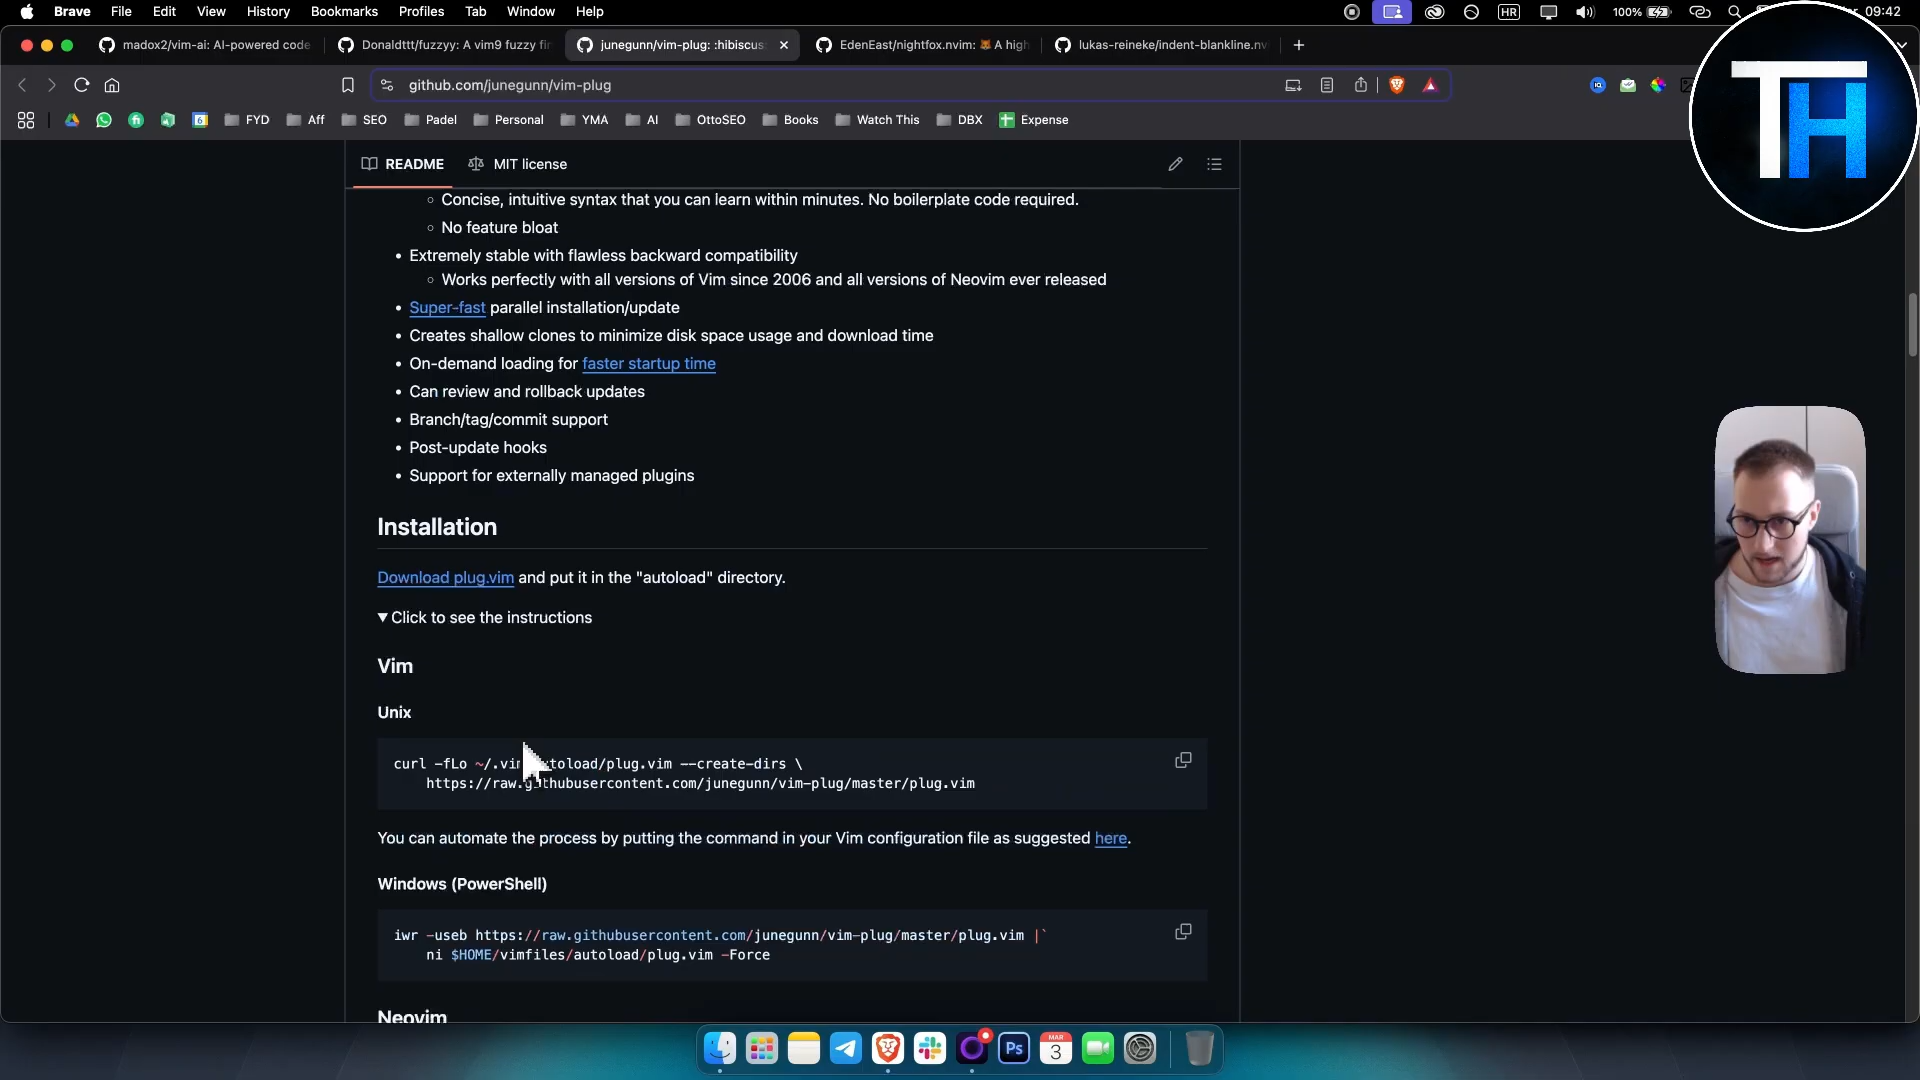 Brave File Edit View History Bookmarks Profiles Tab Window Help HR 100% 09:42
madox2/vim-ai: AI-powered code Donaldttt/fuzzyy: A vim9 fuzzy fin junegunn/vim-plug: :hibiscus: EdenEast/nightfox.nvim: 🦊 A high lukas-reineke/indent-blankline.nv
github.com/junegunn/vim-plug
FYD Aff SEO Padel Personal YMA AI OttoSEO Books Watch This DBX Expense
TH
README MIT license
Concise, intuitive syntax that you can learn within minutes. No boilerplate code required.
No feature bloat
Extremely stable with flawless backward compatibility
Works perfectly with all versions of Vim since 2006 and all versions of Neovim ever released
Super-fast parallel installation/update
Creates shallow clones to minimize disk space usage and download time
On-demand loading for faster startup time
Can review and rollback updates
Branch/tag/commit support
Post-update hooks
Support for externally managed plugins
Installation
Download plug.vim and put it in the "autoload" directory.
Click to see the instructions
Vim
Unix
curl -fLo plug.vim --create-dirs \
https://raw.githubusercontent.com/junegunn/vim-plug/master/plug.vim
You can automate the process by putting the command in your Vim configuration file as suggested here.
Windows (PowerShell)
iwr -useb https://raw.githubusercontent.com/junegunn/vim-plug/master/plug.vim |`
ni $HOME/vimfiles/autoload/plug.vim -Force
Neovim
Ps
MAR
3